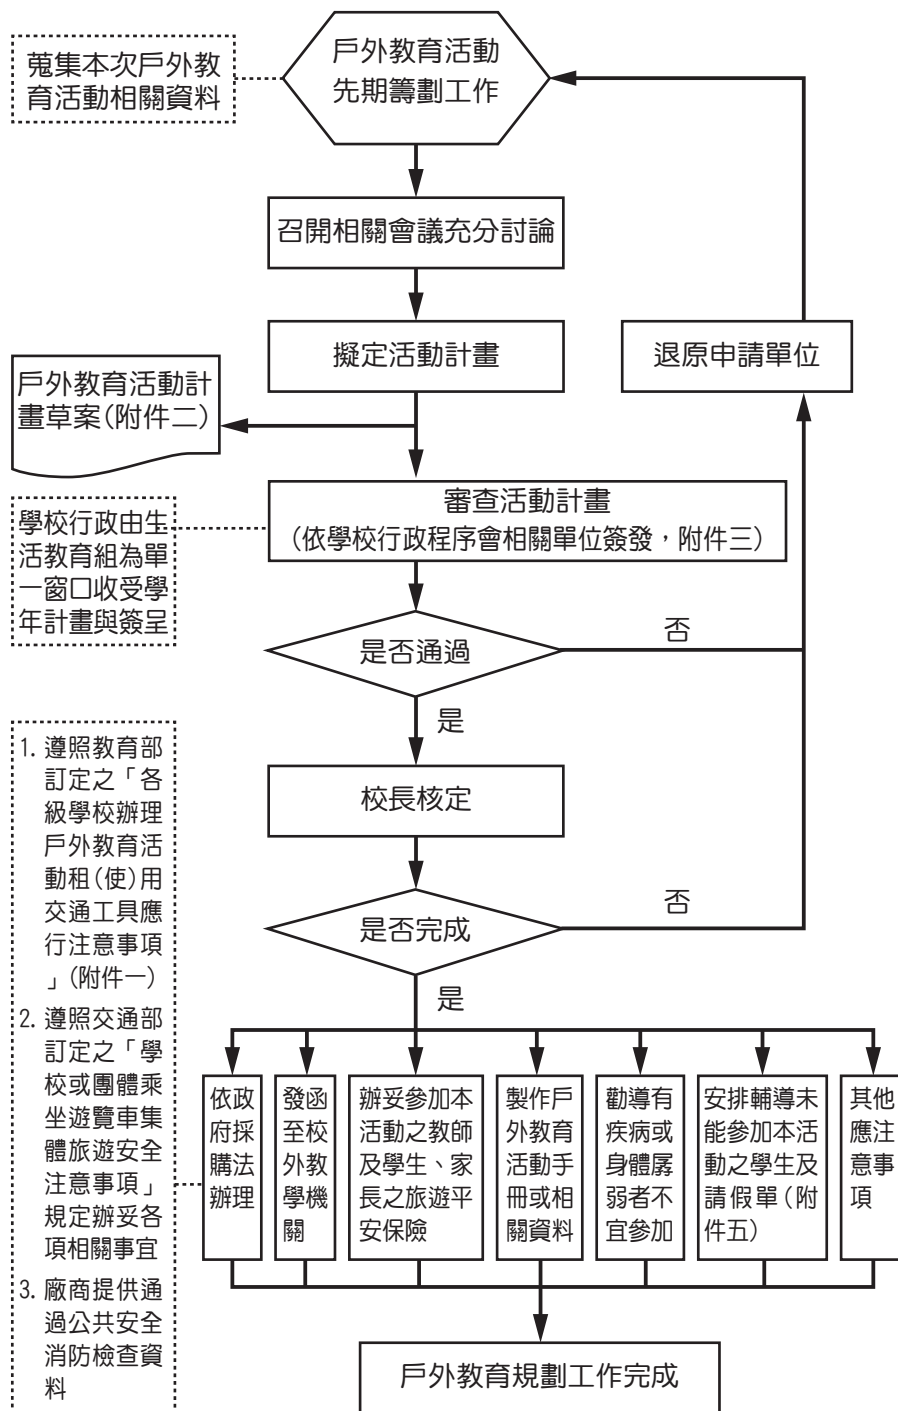 戶外教育活動
先期籌劃工作
蒐集本次戶外教
育活動相關資料
召開相關會議充分討論
擬定活動計畫
退原申請單位
戶外教育活動計
畫草案(附件二)
審查活動計畫
(依學校行政程序會相關單位簽發，附件三)
學校行政由生
活教育組為單
一窗口收受學
年計畫與簽呈
是否通過
否
是
校長核定
是否完成
否
是
1. 遵照教育部
訂定之「各
級學校辦理
戶外教育活
動租(使)用
交通工具應
行注意事項
」(附件一)
2. 遵照交通部
訂定之「學
校或團體乘
坐遊覽車集
體旅遊安全
注意事項」
規定辦妥各
項相關事宜
3. 廠商提供通
過公共安全
消防檢查資
料
依政
府採
購法
辦理
發函
至校
外教
學機
關
辦妥參加本
活動之教師
及學生、家
長之旅遊平
安保險
製作戶
外教育
活動手
冊或相
關資料
勸導有
疾病或
身體孱
弱者不
宜參加
安排輔導未
能參加本活
動之學生及
請假單(附
件五)
其他
應注
意事
項
戶外教育規劃工作完成